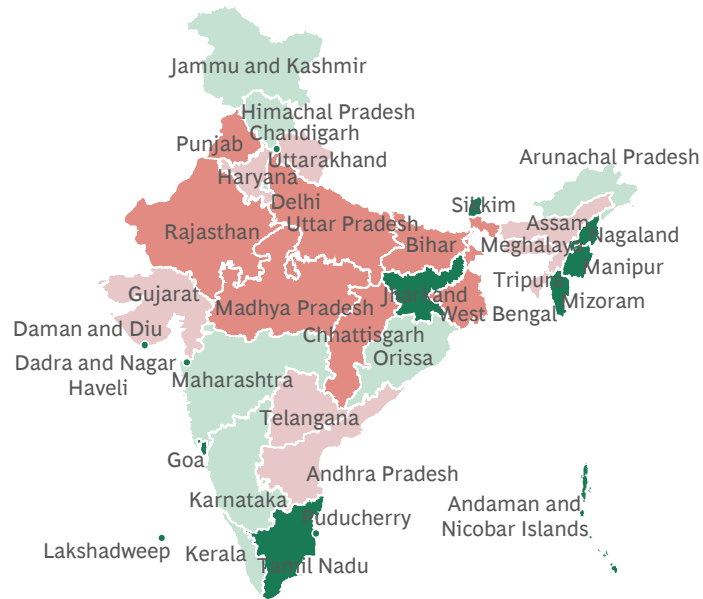 Jammu and Kashmir
Himachal Pradesh
Chandigarh
Punjab
Uttarakhand
Haryana
Arunachal Pradesh
Delhi
Sikkim
Uttar Pradesh
Rajasthan
Assam
Nagaland
Bihar
Meghalaya
Manipur
Tripura
Gujarat
Jharkand
Mizoram
Madhya Pradesh
West Bengal
Daman and Diu
Chhattisgarh
Orissa
Dadra and Nagar
Haveli
Maharashtra
Telangana
Goa
Andhra Pradesh
Karnataka
Andaman and
Nicobar Islands
Puducherry
Lakshadweep
Kerala
Tamil Nadu